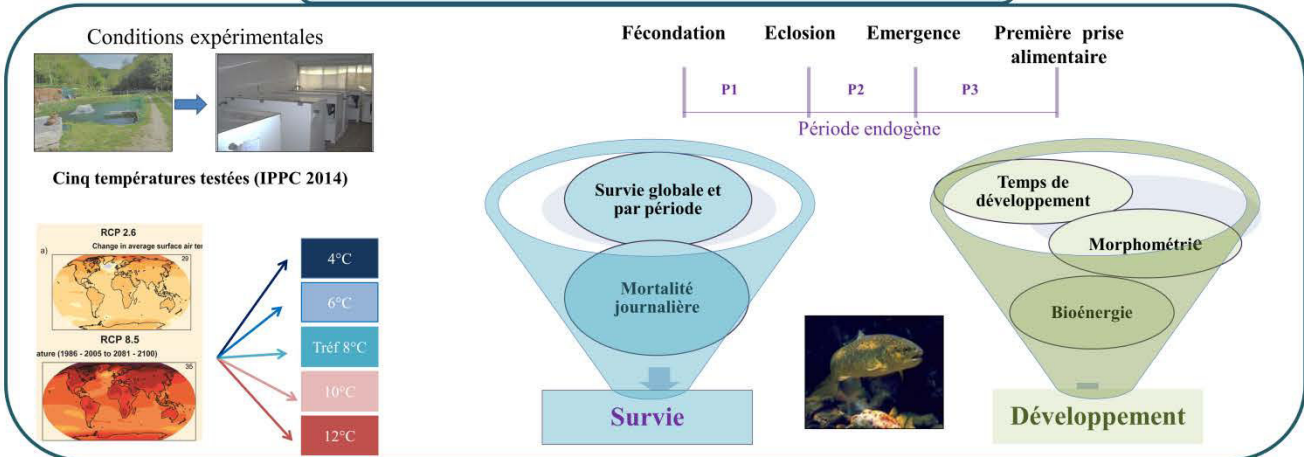 Conditions expérimentales
Cinq températures testées (IPPC 2014)
RCP 2.6
Change in average surface air ter
a)
29
RCP 8.5
ature (1986 - 2005 to 2081 - 2100)
35
4°C
6°C
Tréf 8°C
10°C
12°C
Fécondation
Eclosion
Emergence
Première prise
alimentaire
P1
P2
P3
Période endogène
Survie globale et
par période
Mortalité
journalière
Survie
Temps de
développement
Morphométrie
Bioénergie
Développement